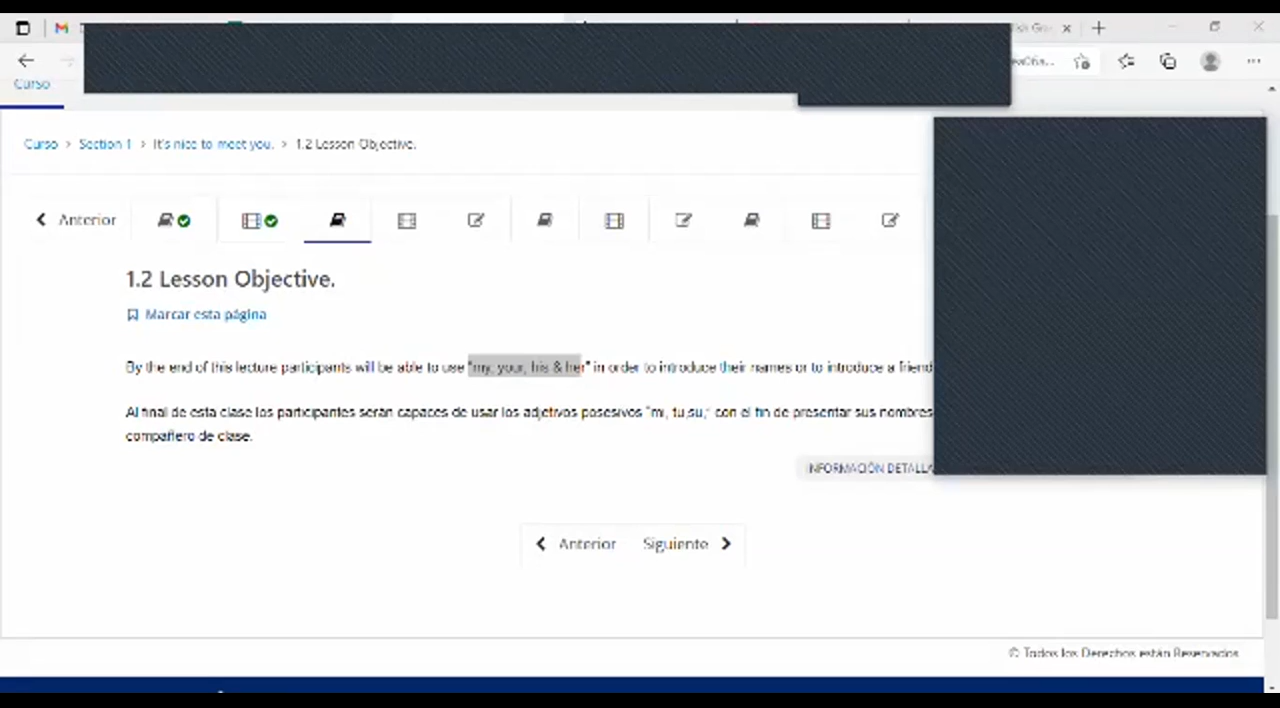 Curso
Curso > Section 1 > It's nice to meet you. > 1.2 Lesson Objective.
Anterior
1.2 Lesson Objective.
Marcar esta página
By the end of this lecture participants will be able to use "my, your, his & her" in order to introduce their names or to introduce a friend
Al final de esta clase los participantes serán capaces de usar los adjetivos posesivos "mi, tu,su," con el fin de presentar sus nombres
compañero de clase.
INFORMACIÓN
Anterior Siguiente
© Todos los Derechos están Reservados